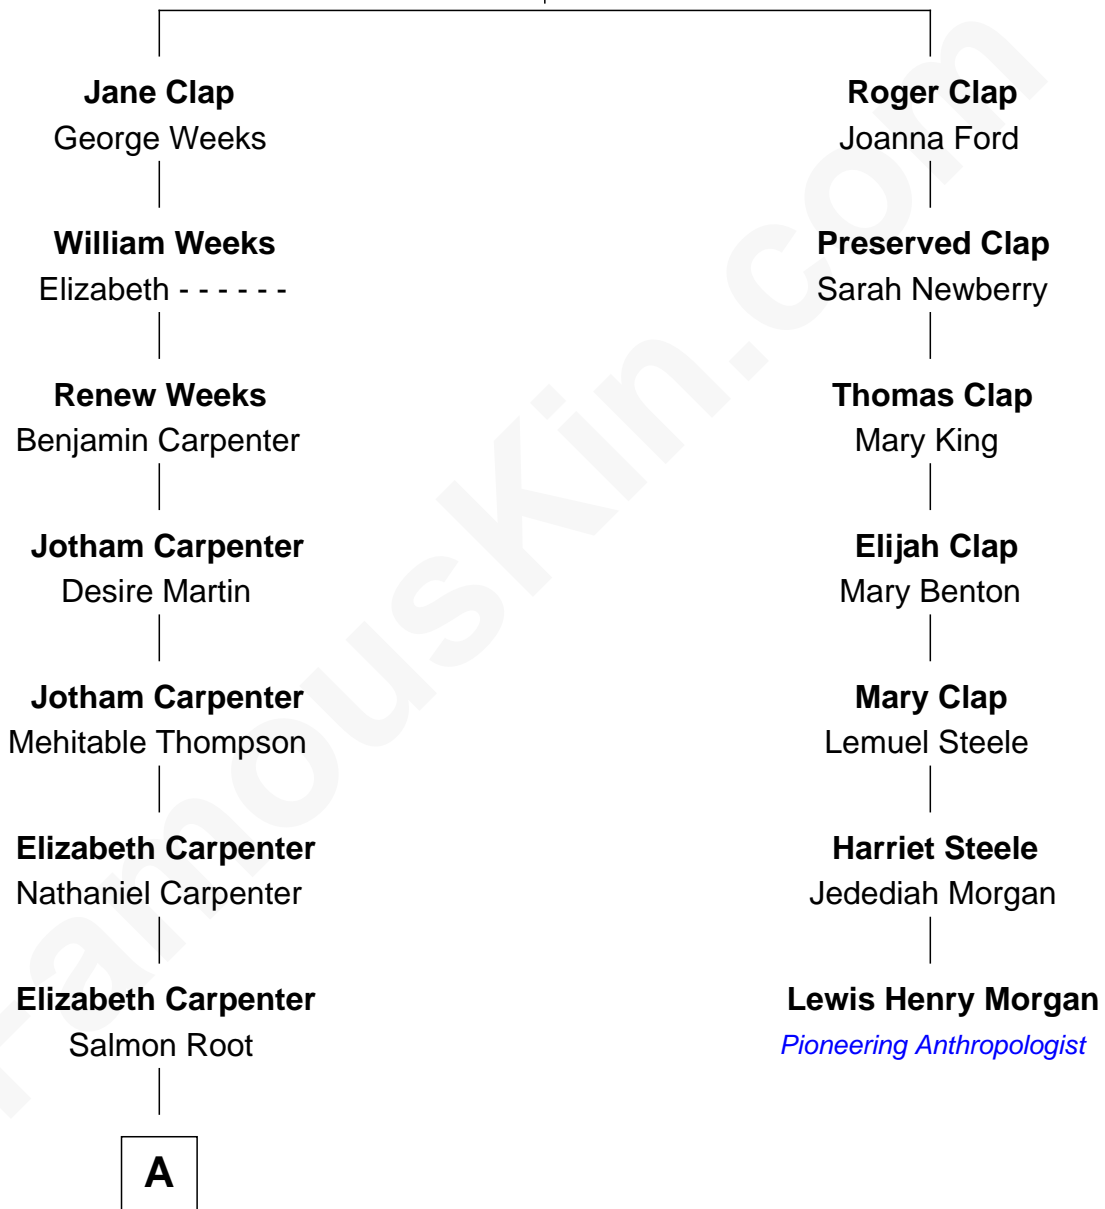 Jane Clap
George Weeks
Roger Clap
Joanna Ford
William Weeks
Elizabeth - - - - - -
Preserved Clap
Sarah Newberry
Renew Weeks
Benjamin Carpenter
Thomas Clap
Mary King
Jotham Carpenter
Desire Martin
Elijah Clap
Mary Benton
Jotham Carpenter
Mehitable Thompson
Mary Clap
Lemuel Steele
Elizabeth Carpenter
Nathaniel Carpenter
Harriet Steele
Jedediah Morgan
Elizabeth Carpenter
Salmon Root
Lewis Henry Morgan
Pioneering Anthropologist
A
FamousKin.com